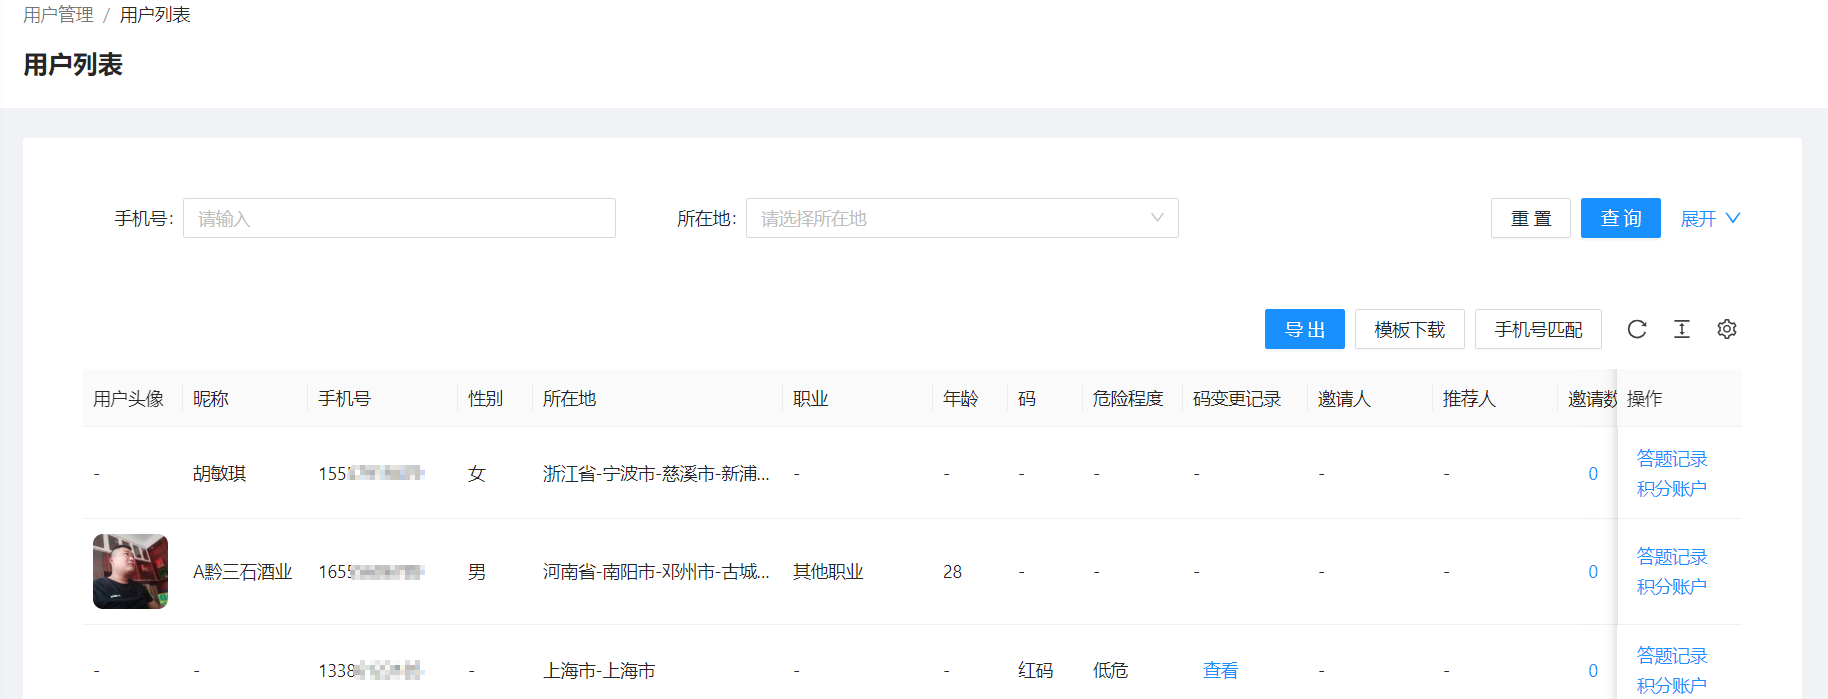 用户管理 / 用户列表
用户列表
手机号: 请输入 所在地: 请选择所在地 重置 查询 展开
导出 模板下载 手机号匹配
用户头像 昵称 手机号 性别 所在地 职业 年龄 码 危险程度 码变更记录 邀请人 推荐人 邀请数 操作
- 胡敏琪 155 女 浙江省-宁波市-慈溪市-新浦... - - - - - - - 0 答题记录
积分账户
A黔三石酒业 165 男 河南省-南阳市-邓州市-古城... 其他职业 28 - - - - - 0 答题记录
积分账户
- - 1338 - 上海市-上海市 - - 红码 低危 查看 - - 0 答题记录
积分账户